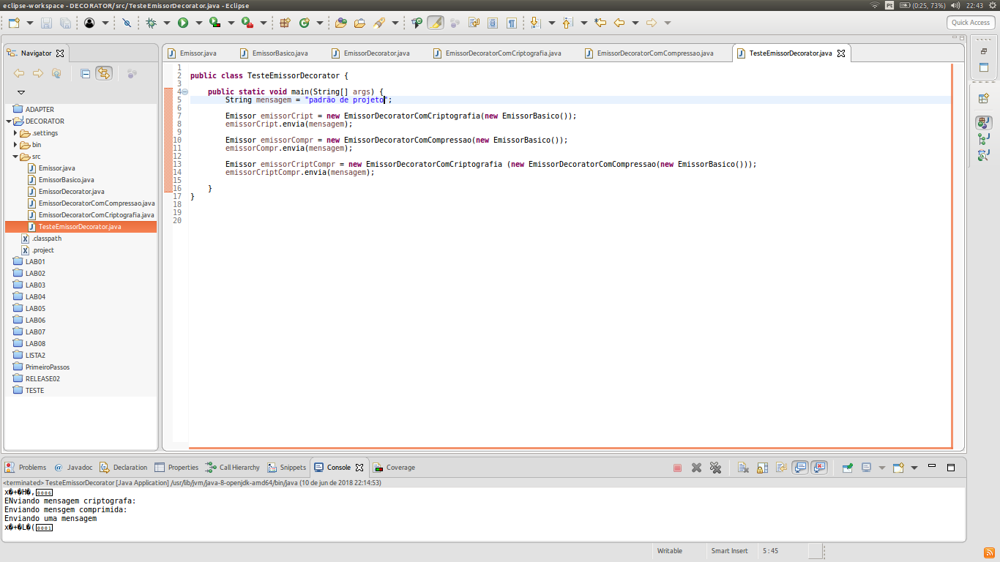 eclipse-workspace - DECORATOR/src/TesteEmissorDecorator.java - Eclipse
Pt (0:25, 73%) 22:43
Quick Access
Navigator
ADAPTER
DECORATOR
.settings
bin
src
Emissor.java
EmissorBasico.java
EmissorDecorator.java
EmissorDecoratorComCompressao.java
EmissorDecoratorComCriptografia.java
TesteEmissorDecorator.java
.classpath
.project
LAB01
LAB02
LAB03
LAB04
LAB05
LAB06
LAB07
LAB08
LISTA2
PrimeiroPassos
RELEASE02
TESTE
Emissor.java EmissorBasico.java EmissorDecorator.java EmissorDecoratorComCriptografia.java EmissorDecoratorComCompressao.java TesteEmissorDecorator.java
1
2 public class TesteEmissorDecorator {
3
4 public static void main(String[] args) {
5 String mensagem = "padrão de projeto";
6
7 Emissor emissorCript = new EmissorDecoratorComCriptografia(new EmissorBasico());
8 emissorCript.envia(mensagem);
9
10 Emissor emissorCompr = new EmissorDecoratorComCompressao(new EmissorBasico());
11 emissorCompr.envia(mensagem);
12
13 Emissor emissorCriptCompr = new EmissorDecoratorComCriptografia (new EmissorDecoratorComCompressao(new EmissorBasico()));
14 emissorCriptCompr.envia(mensagem);
15
16 }
17 }
18
19
20
Problems Javadoc Declaration Properties Call Hierarchy Snippets Console Coverage
<terminated> TesteEmissorDecorator [Java Application] /usr/lib/jvm/java-8-openjdk-amd64/bin/java (10 de jun de 2018 22:14:53)
x�+�H�,0006
ENviando mensagem criptografa:
Enviando mensgem comprimida:
Enviando uma mensagem
x�+�L�(0001
Writable Smart Insert 5:45